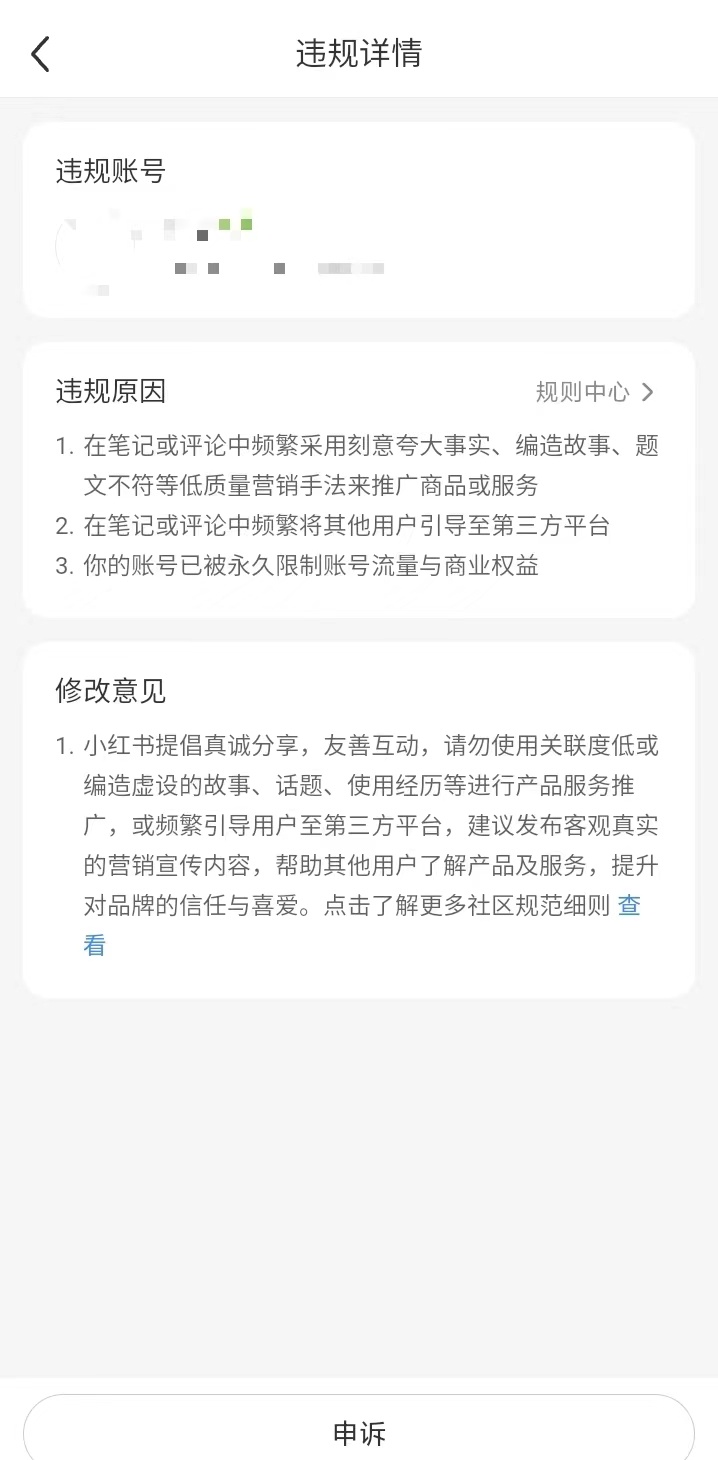 违规详情
违规账号
违规原因
规则中心
1. 在笔记或评论中频繁采用刻意夸大事实、编造故事、题
文不符等低质量营销手法来推广商品或服务
2. 在笔记或评论中频繁将其他用户引导至第三方平台
3. 你的账号已被永久限制账号流量与商业权益
修改意见
1. 小红书提倡真诚分享，友善互动，请勿使用关联度低或
编造虚设的故事、话题、使用经历等进行产品服务推
广，或频繁引导用户至第三方平台，建议发布客观真实
的营销宣传内容，帮助其他用户了解产品及服务，提升
对品牌的信任与喜爱。点击了解更多社区规范细则 查
看
申诉